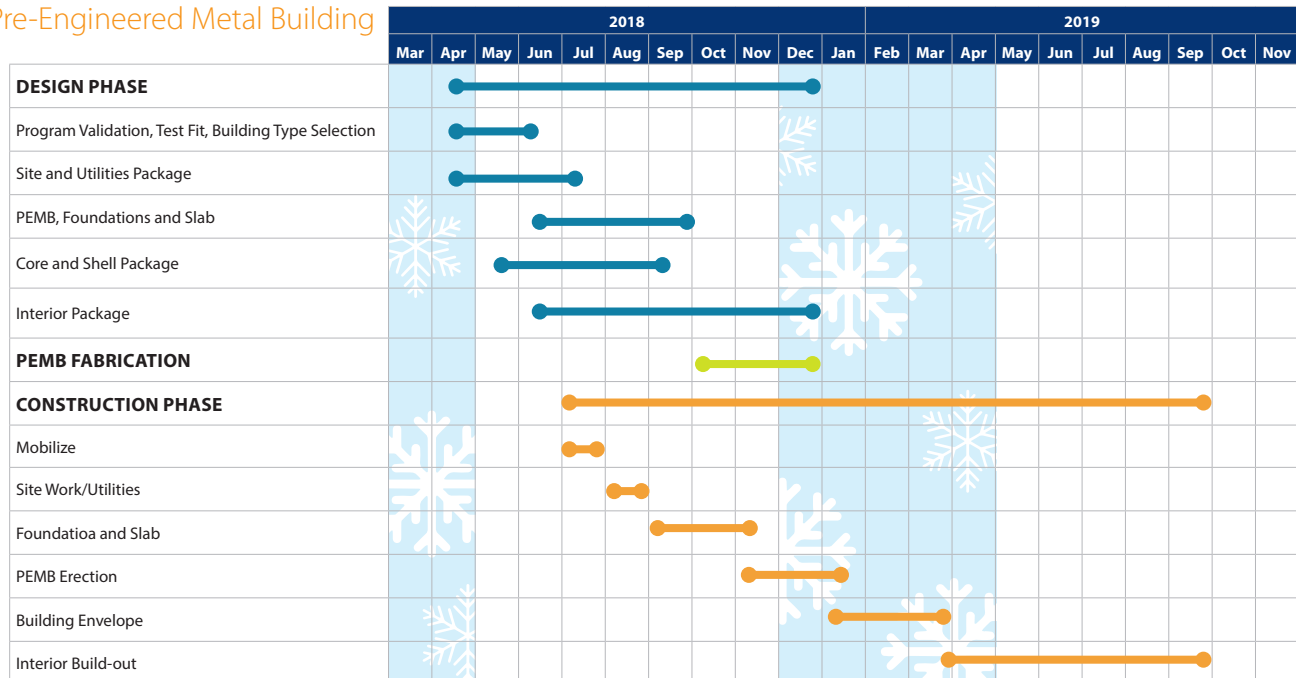 Pre-Engineered Metal Building
2018 2019
Mar Apr May Jun Jul Aug Sep Oct Nov Dec Jan Feb Mar Apr May Jun Jul Aug Sep Oct Nov
DESIGN PHASE
Program Validation, Test Fit, Building Type Selection
Site and Utilities Package
PEMB, Foundations and Slab
Core and Shell Package
Interior Package
PEMB FABRICATION
CONSTRUCTION PHASE
Mobilize
Site Work/Utilities
Foundatioa and Slab
PEMB Erection
Building Envelope
Interior Build-out